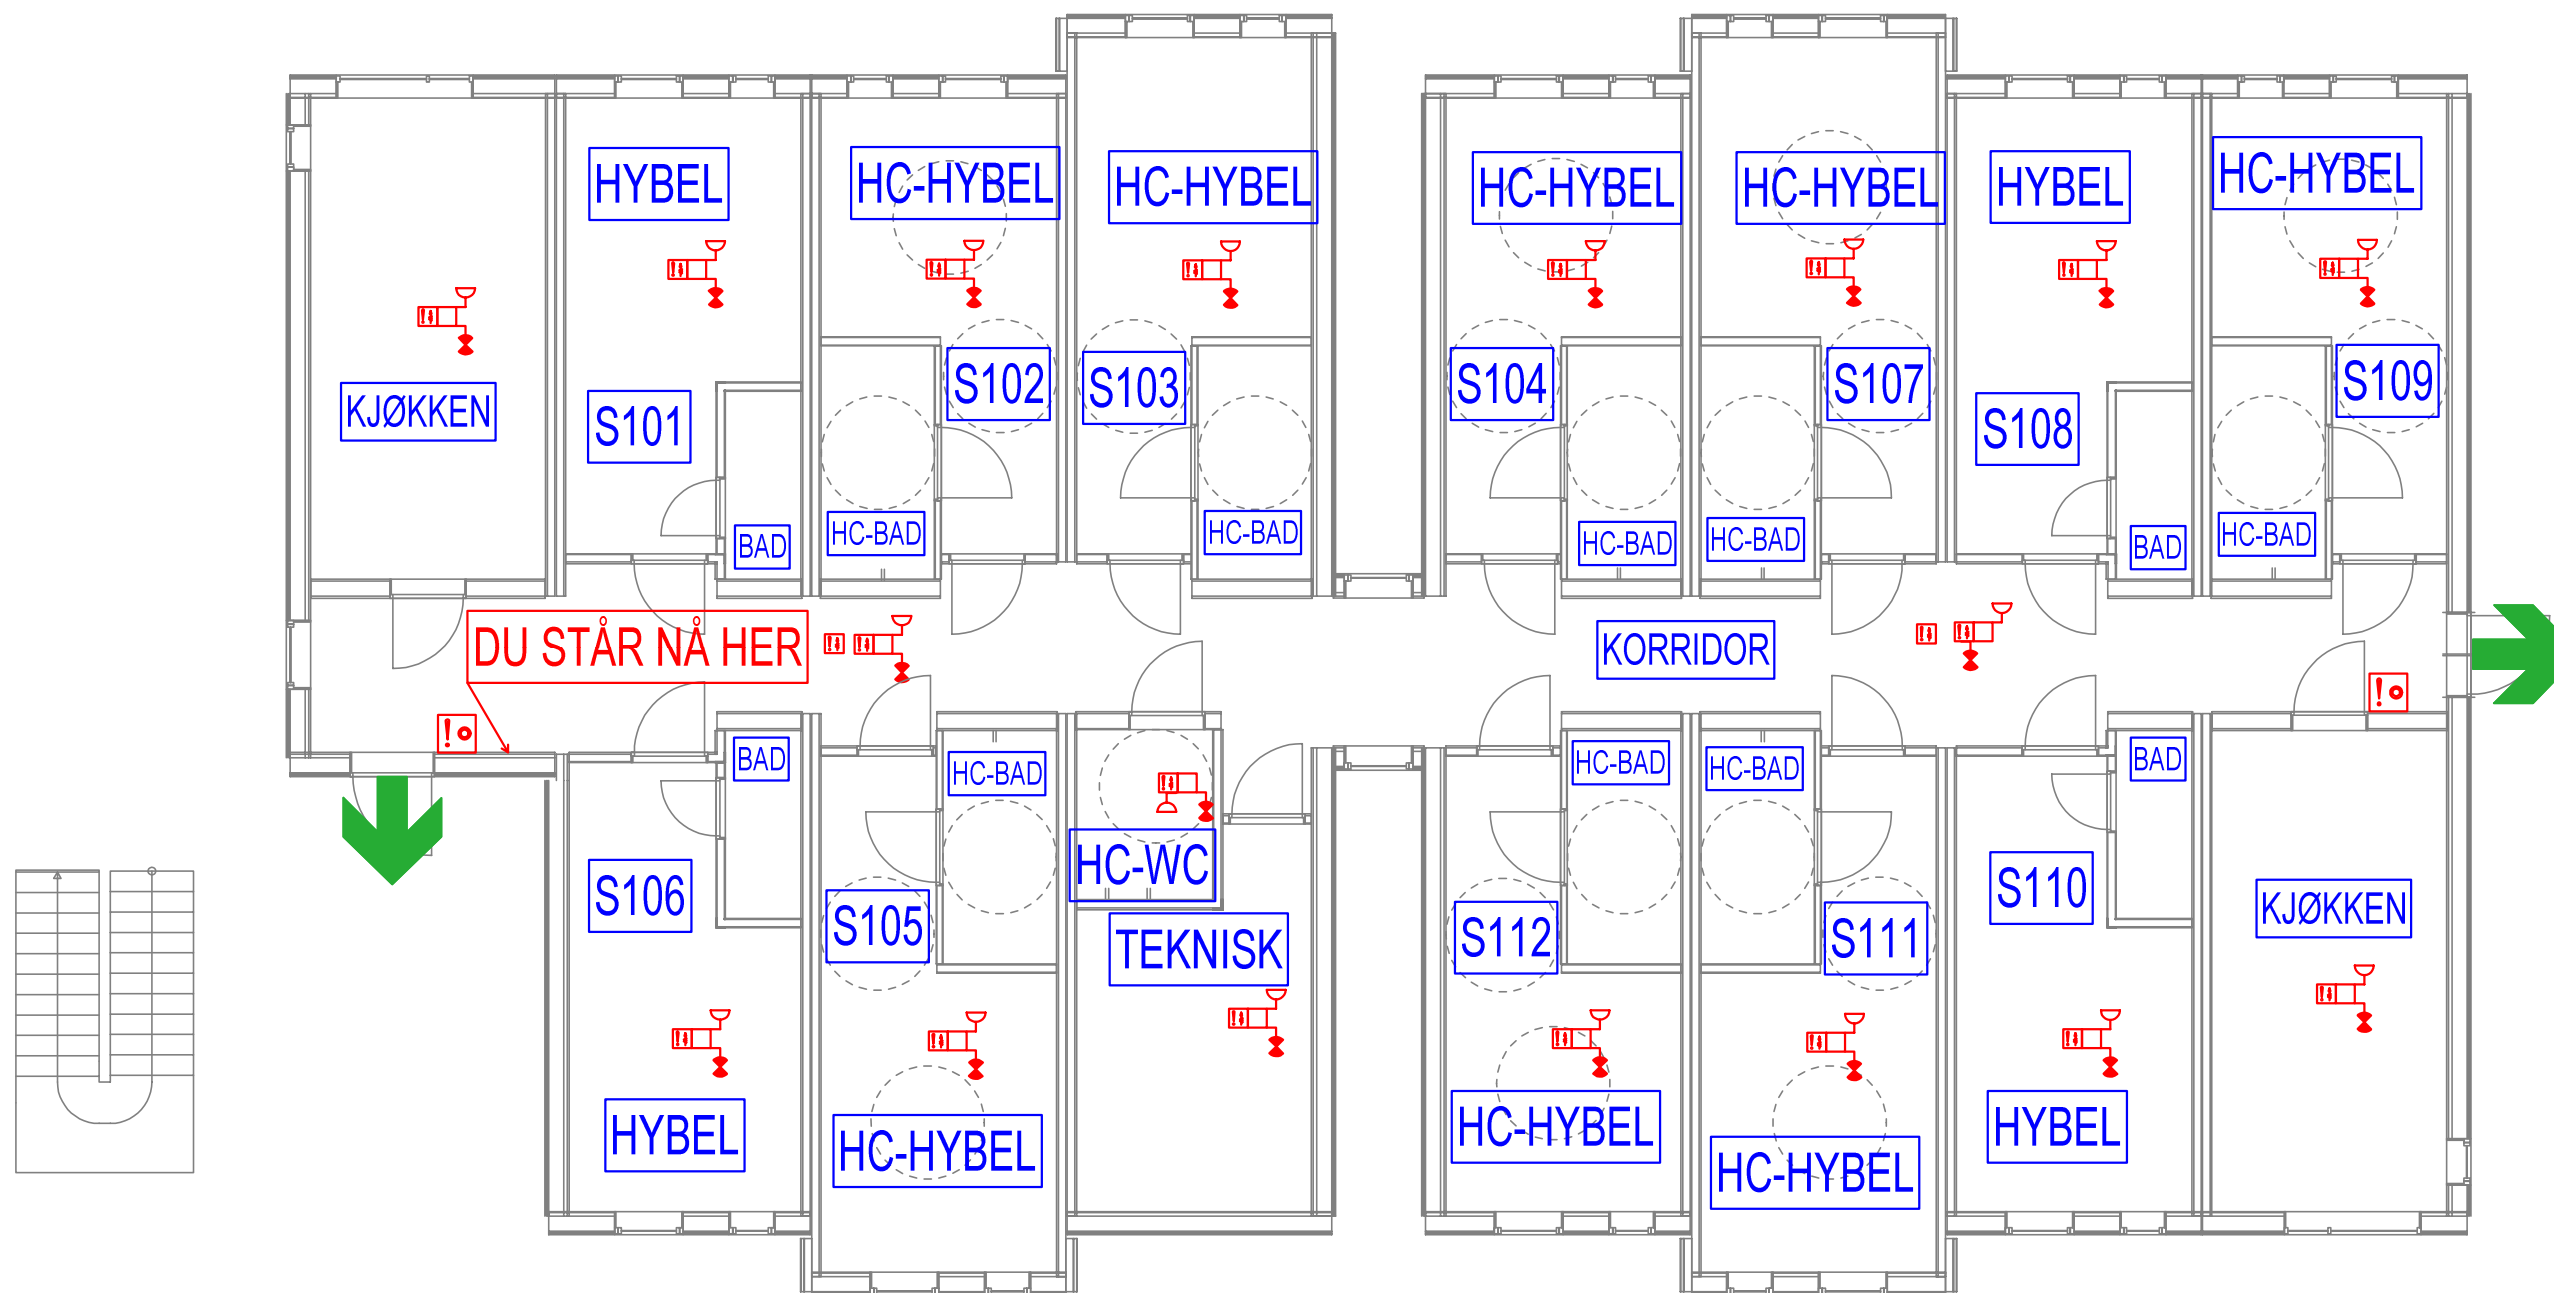 HYBEL
HC-HYBEL
HC-HYBEL
HC-HYBEL
HC-HYBEL
HYBEL
HC-HYBEL
KJØKKEN
S101
S102
S103
S104
S107
S108
S109
BAD
HC-BAD
HC-BAD
HC-BAD
HC-BAD
BAD
HC-BAD
DU STÅR NÅ HER
KORRIDOR
BAD
HC-BAD
HC-BAD
HC-BAD
BAD
S106
S105
HC-WC
TEKNISK
S112
S111
S110
KJØKKEN
HYBEL
HC-HYBEL
HC-HYBEL
HC-HYBEL
HYBEL